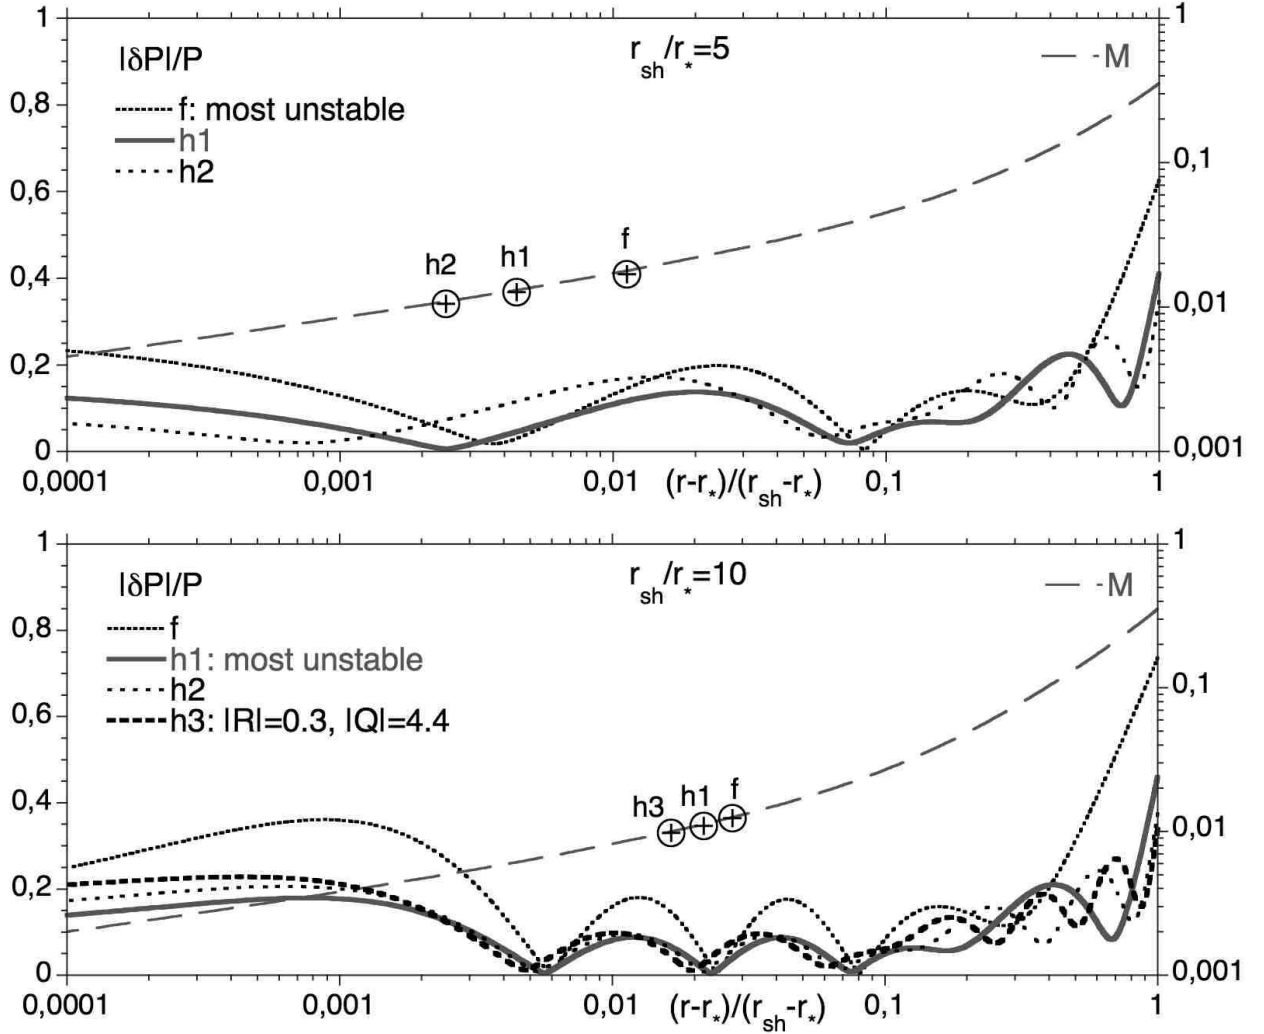 1
r_sh/r_*=5
1
|δP|/P
- M
0,8
f: most unstable
h1
0,1
h2
0,6
f
h1
h2
0,4
0,01
0,2
0
0,001
0,0001
0,001
0,01
(r-r_*)/(r_sh-r_*)
0,1
1
1
r_sh/r_*=10
1
|δP|/P
- M
0,8
f
h1: most unstable
h2
0,1
0,6
h3: |R|=0.3, |Q|=4.4
h3 h1 f
0,4
0,01
0,2
0
0,001
0,0001
0,001
0,01
(r-r_*)/(r_sh-r_*)
0,1
1